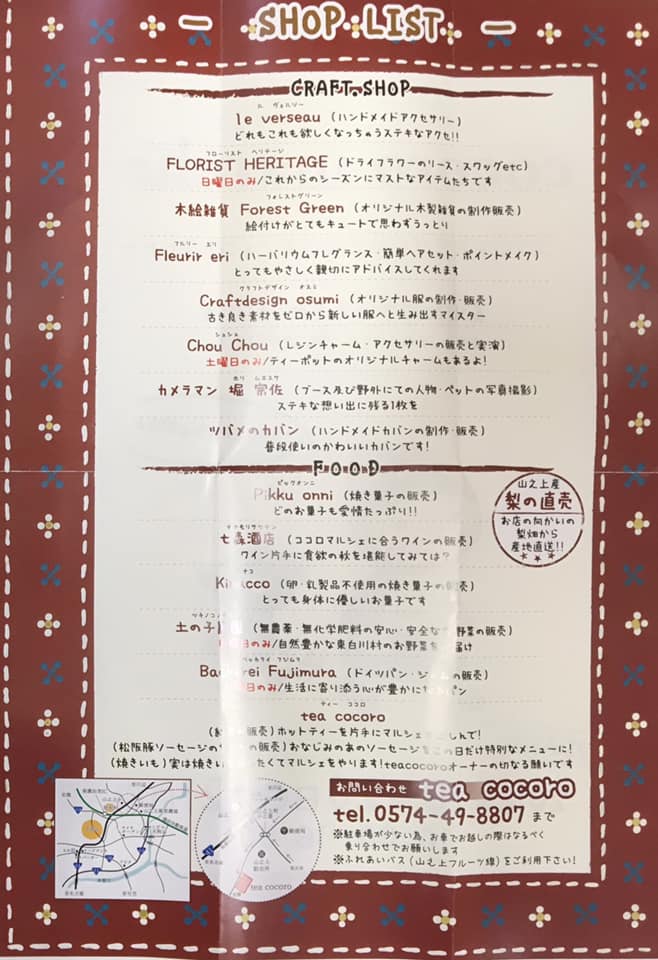 SHOP LIST
CRAFT.SHOP
ル ヴェルソー
le verseau (ハンドメイドアクセサリー)
どれもこれも欲しくなっちゃうステキなアクセ!!
フローリスト ヘリテージ
FLORIST HERITAGE (ドライフラワーのリース・スワッグetc)
日曜日のみ/これからのシーズンにマストなアイテムたちです
フォレストグリーン
木絵雑貨 Forest Green (オリジナル木製雑貨の制作販売)
絵付けがとてもキュートで思わずうっとり
フルリー エリ
Fleurir eri (ハーバリウムフレグランス・簡単ヘアセット・ポイントメイク)
とってもやさしく親切にアドバイスしてくれます
クラフトデザイン オスミ
Craftdesign osumi (オリジナル服の制作・販売)
古き良き素材をゼロから新しい服へと生み出すマイスター
シュシュ
Chou Chou (レジンチャーム・アクセサリーの販売と実演)
土曜日のみ/ティーポットのオリジナルチャームもあるよ!
ホリ ムネスケ
カメラマン 堀 宗佐 (ブース及び野外にての人物・ペットの写真撮影)
ステキな想い出に残る1枚を
ツバメのカバン (ハンドメイドカバンの制作・販売)
普段使いのかわいいカバンです!
FOOD
ピックオンニ
Pikku onni (焼き菓子の販売)
どのお菓子も愛情たっぷり!!
山之上産
梨の直売
お店の向かいの
梨畑から
産地直送!!
七森酒店 (ココロマルシェに合うワインの販売)
ワイン片手に食欲の秋を堪能してみては?
(卵・乳製品不使用の焼き菓子の販売)
とっても身体に優しいお菓子です
土の子 (無農薬・無化学肥料の安心・安全な野菜の販売)
のみ/自然豊かな東白川村のお野菜を届け
Fujimura (ドイツパン・ジャムの販売)
日のみ/生活に寄り添う心が豊かになるパン
ティー ココロ
tea cocoro
(紅茶の販売)ホットティーを片手にマルシェを しんで!
(松阪豚ソーセージの の販売)おなじみのあのソーセージをこの日だけ特別なメニューに!
(焼きいも)実は焼きい たくてマルシェをやります!teacocoroオーナーの切なる願いです
お問い合わせ tea cocoro
tel.0574-49-8807 まで
※駐車場が少ない為、お車でお越しの際はなるべく
乗り合わせでお願いします
※ふれあいバス(山之上フルーツ線)をご利用下さい!
tea cocoro